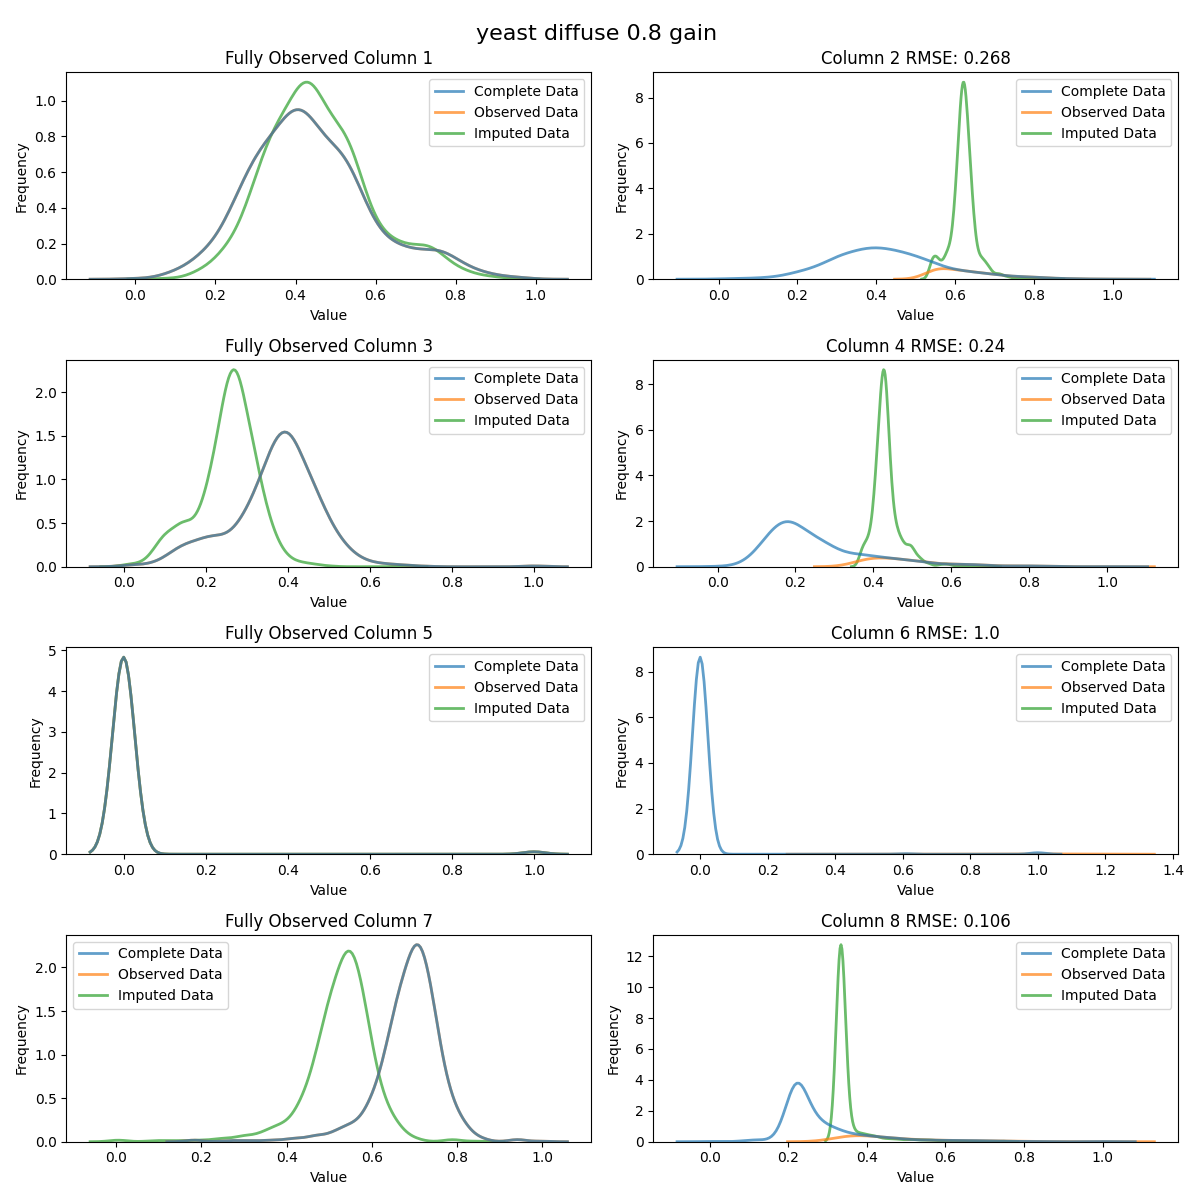 yeast diffuse 0.8 gain
Fully Observed Column 1
Complete Data
Observed Data
Imputed Data
Frequency
1.0
0.8
0.6
0.4
0.2
0.0
0.0 0.2 0.4 0.6 0.8 1.0
Value
Column 2 RMSE: 0.268
Complete Data
Observed Data
Imputed Data
Frequency
8
6
4
2
0
0.0 0.2 0.4 0.6 0.8 1.0
Value
Fully Observed Column 3
Complete Data
Observed Data
Imputed Data
Frequency
2.0
1.5
1.0
0.5
0.0
0.0 0.2 0.4 0.6 0.8 1.0
Value
Column 4 RMSE: 0.24
Complete Data
Observed Data
Imputed Data
Frequency
8
6
4
2
0
0.0 0.2 0.4 0.6 0.8 1.0
Value
Fully Observed Column 5
Complete Data
Observed Data
Imputed Data
Frequency
5
4
3
2
1
0
0.0 0.2 0.4 0.6 0.8 1.0
Value
Column 6 RMSE: 1.0
Complete Data
Observed Data
Imputed Data
Frequency
8
6
4
2
0
0.0 0.2 0.4 0.6 0.8 1.0 1.2 1.4
Value
Fully Observed Column 7
Complete Data
Observed Data
Imputed Data
Frequency
2.0
1.5
1.0
0.5
0.0
0.0 0.2 0.4 0.6 0.8 1.0
Value
Column 8 RMSE: 0.106
Complete Data
Observed Data
Imputed Data
Frequency
12
10
8
6
4
2
0
0.0 0.2 0.4 0.6 0.8 1.0
Value